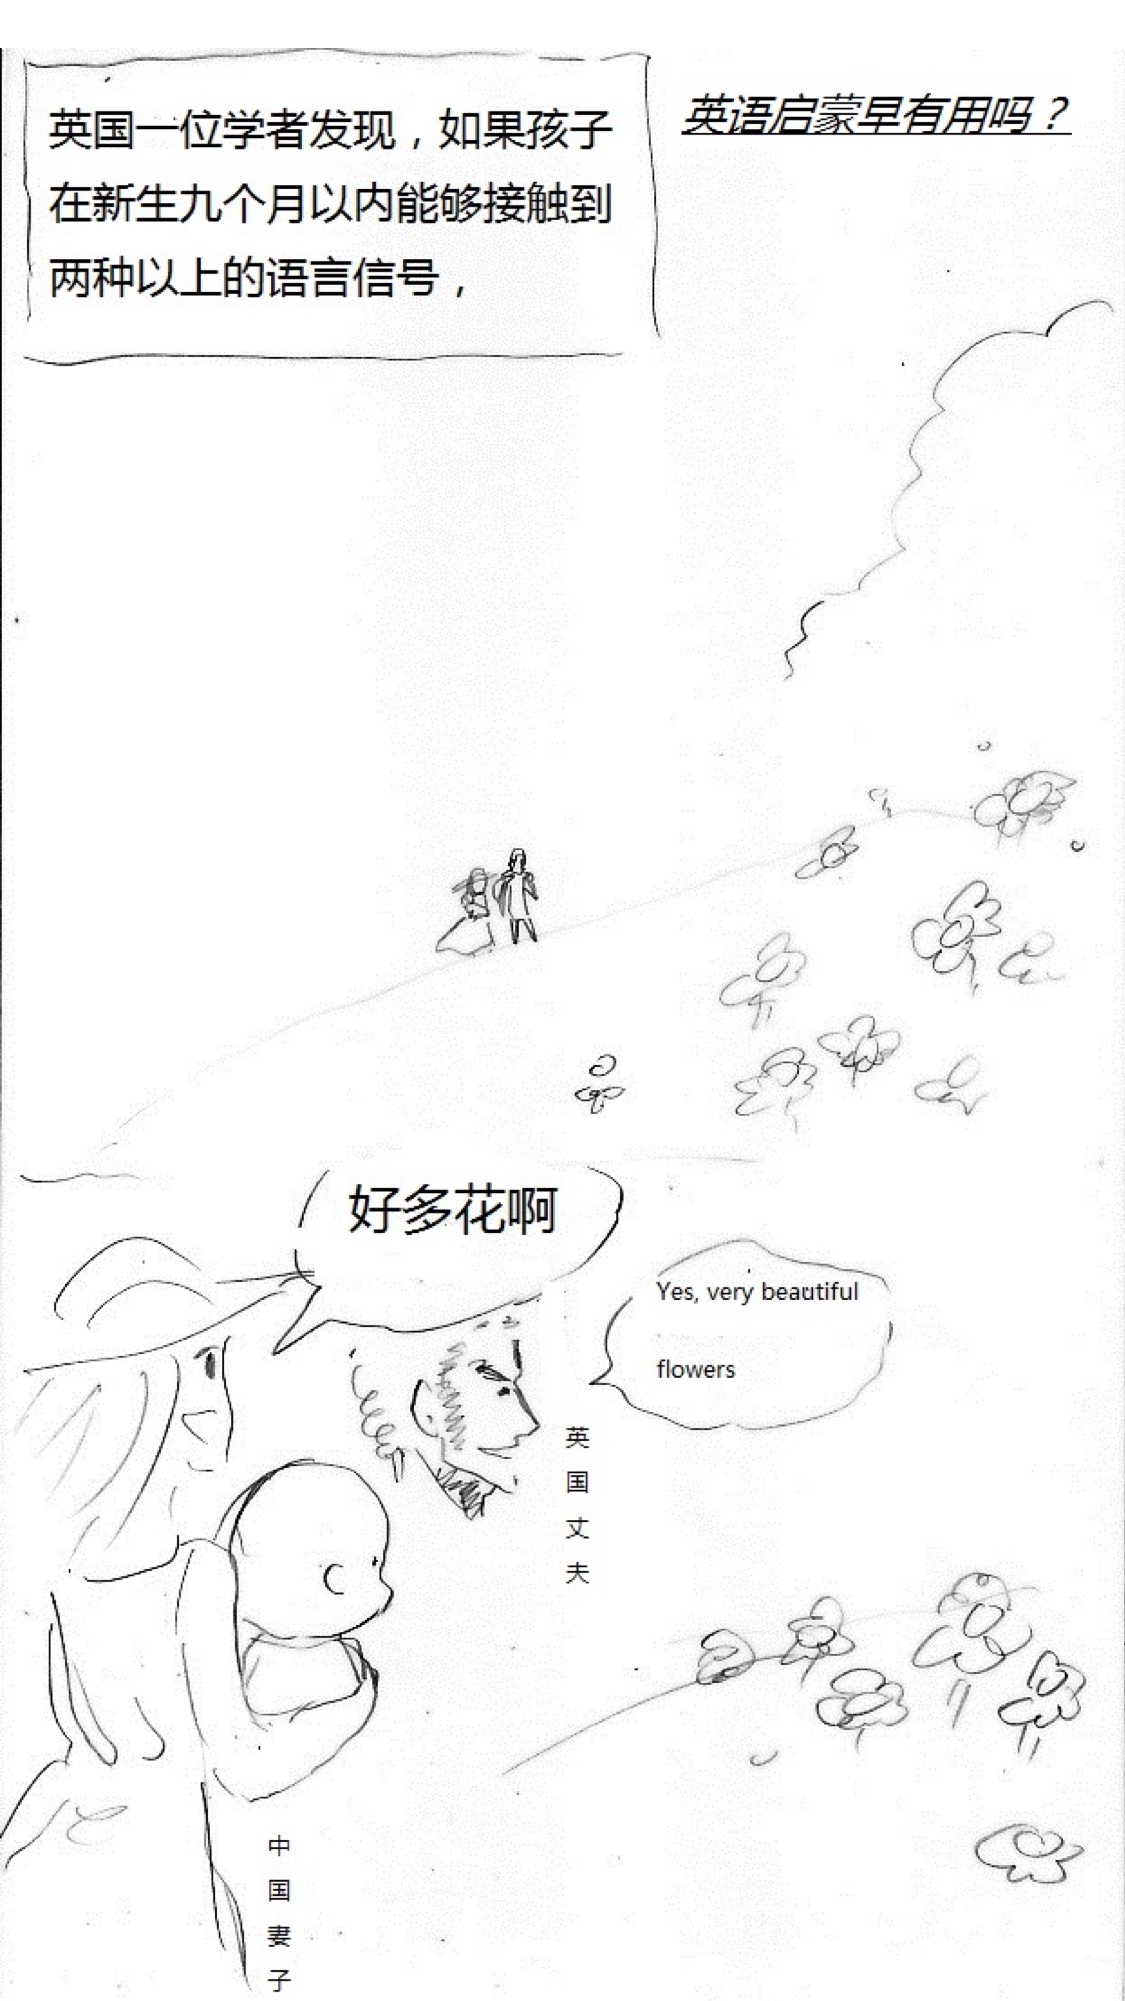 英语启蒙早有用吗？
英国一位学者发现，如果孩子
在新生九个月以内能够接触到
两种以上的语言信号，
好多花啊
Yes, very beautiful
flowers
英国丈夫
中国妻子